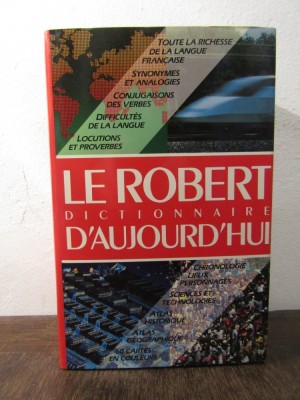 TOUTE LA RICHESSE
DE LA LANGUE
FRANÇAISE
SYNONYMES
ET ANALOGIES
CONJUGAISONS
DES VERBES
DIFFICULTÉS
DE LA LANGUE
LOCUTIONS
ET PROVERBES
LE ROBERT
DICTIONNAIRE
D'AUJOURD'HUI
CHRONOLOGIE
LIEUX
PERSONNAGES
SCIENCES ET
TECHNOLOGIES
ATLAS
HISTORIQUE
ATLAS
GÉOGRAPHIQUE
60 CARTES
EN COULEURS